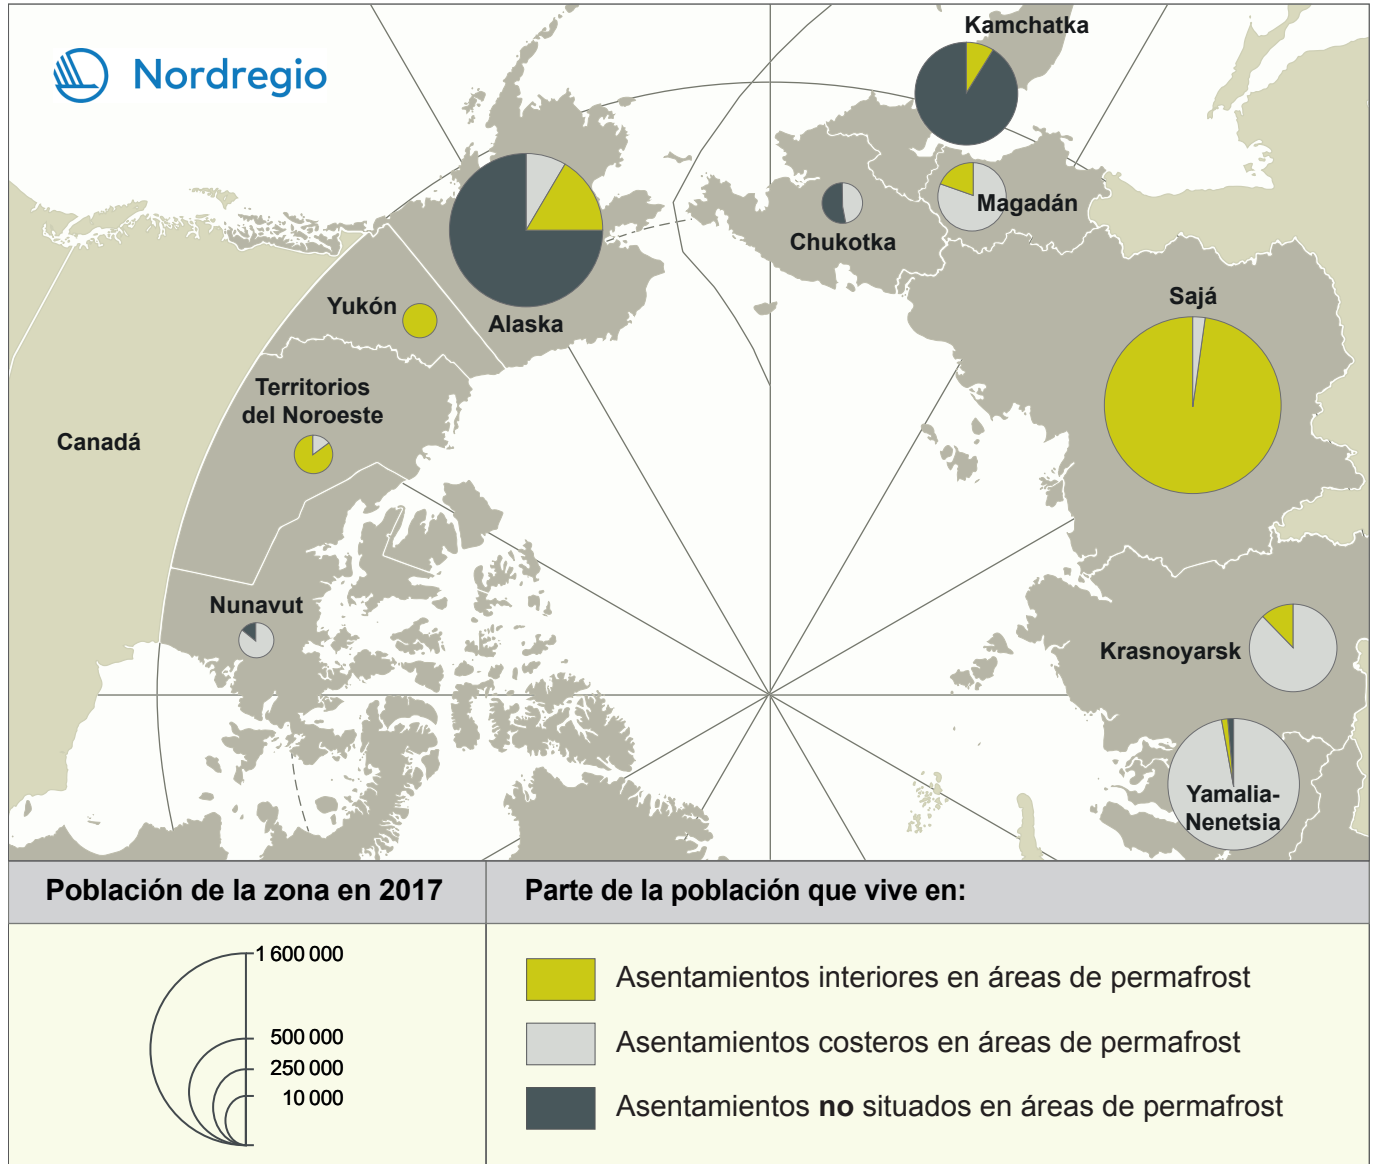 Nordregio
Kamchatka
Magadán
Chukotka
Sajá
Yukón
Alaska
Territorios
del Noroeste
Canadá
Nunavut
Krasnoyarsk
Yamalia-
Nenetsia
Población de la zona en 2017
1 600 000
500 000
250 000
10 000
Parte de la población que vive en:
Asentamientos interiores en áreas de permafrost
Asentamientos costeros en áreas de permafrost
Asentamientos no situados en áreas de permafrost